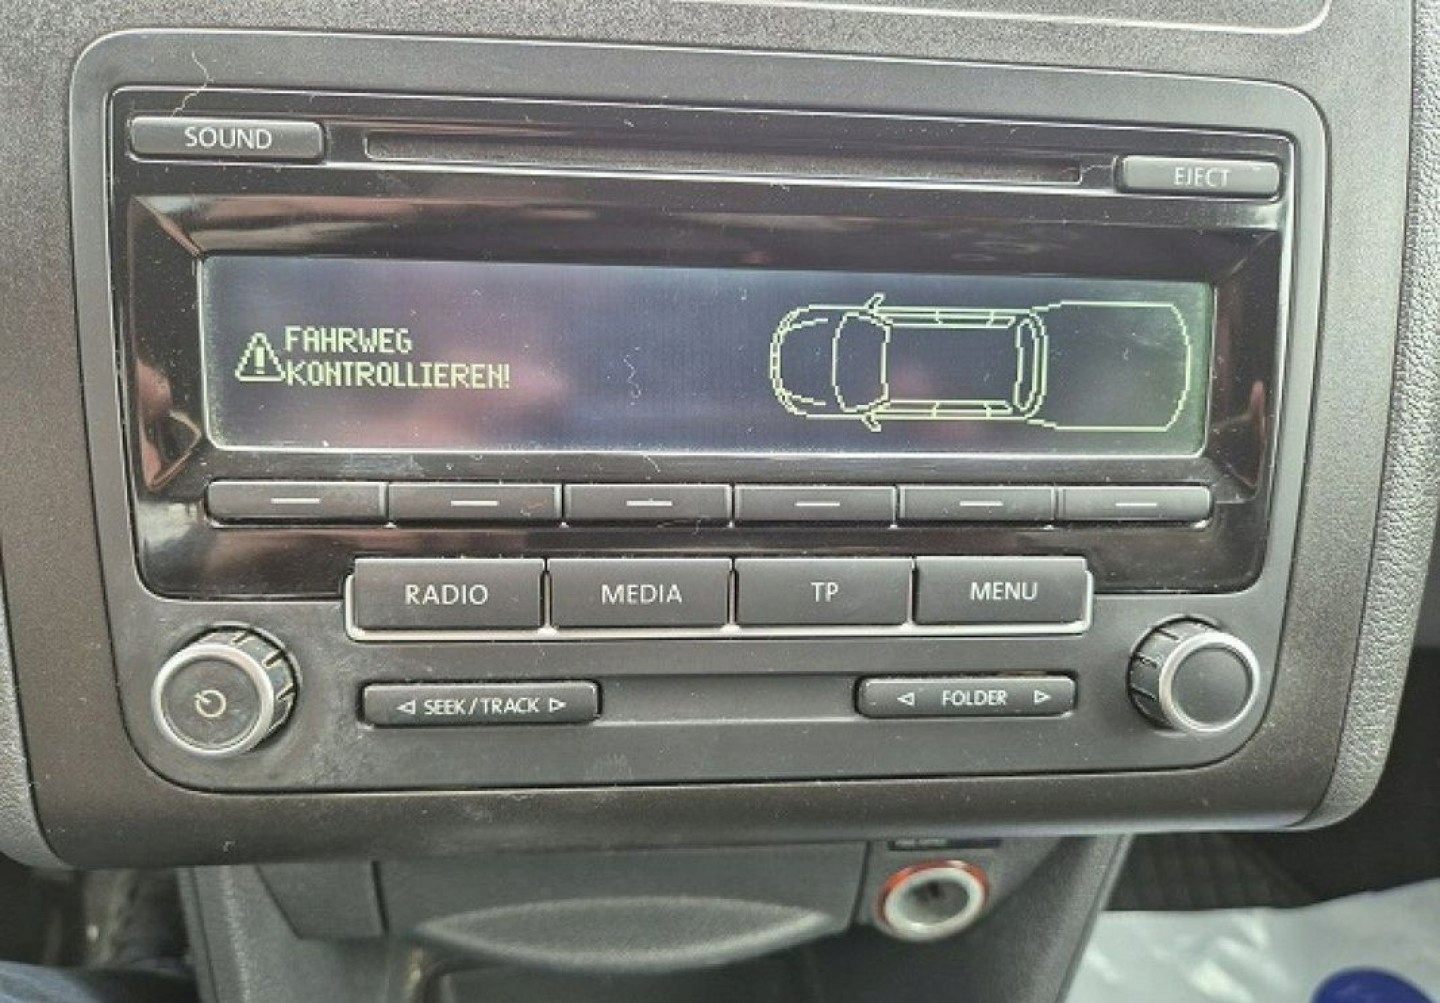 SOUND
EJECT
FAHRWEG
KONTROLLIEREN!
RADIO
MEDIA
TP
MENU
SEEK/TRACK
FOLDER